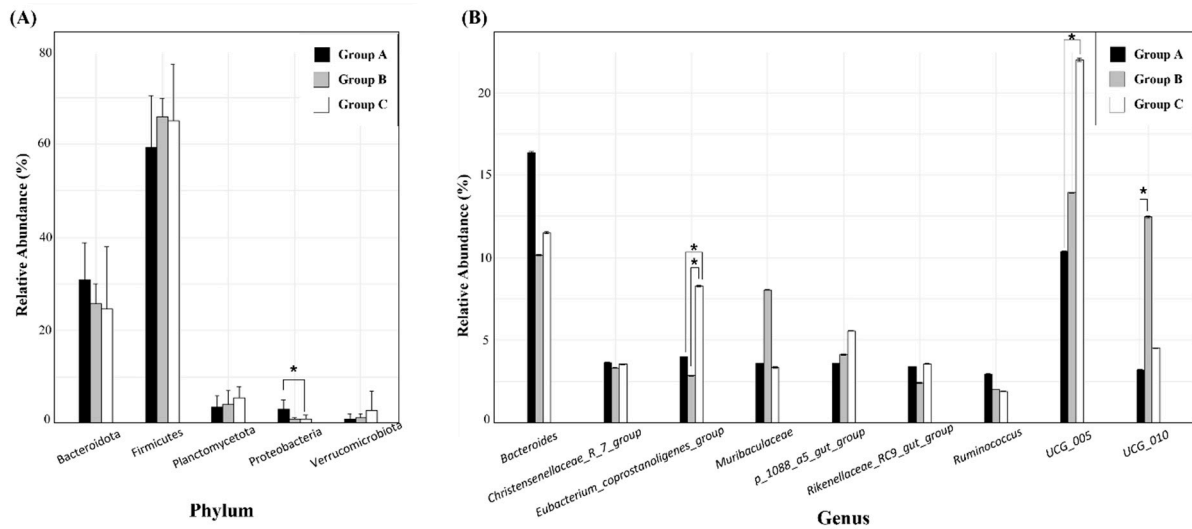 (A)
Relative Abundance (%)
80
60
40
20
0
Group A
Group B
Group C
*
Bacteroidota
Firmicutes
Planctomycetota
Proteobacteria
Verrucomicrobiota
Phylum
(B)
Relative Abundance (%)
20
15
10
5
0
Group A
Group B
Group C
*
*
*
*
Bacteroides
Christensenellaceae_R_7_group
Eubacterium_coprostanoligenes_group
Muribaculaceae
p_1088_a5_gut_group
Rikenellaceae_RC9_gut_group
Ruminococcus
UCG_005
UCG_010
Genus